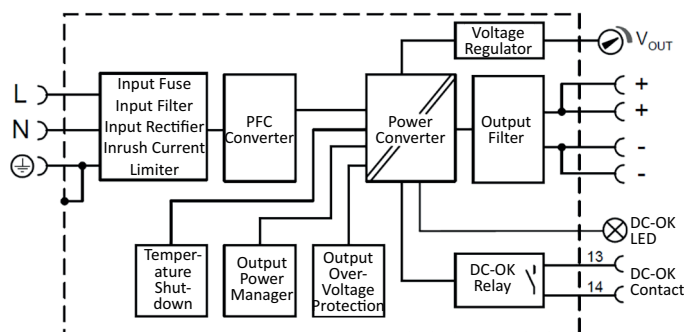 Voltage
Regulator
VOUT
L
N
Input Fuse
Input Filter
Input Rectifier
Inrush Current
Limiter
PFC
Converter
Power
Converter
Output
Filter
+
+
-
-
Temper-
ature
Shut-
down
Output
Power
Manager
Output
Over-
Voltage
Protection
DC-OK
LED
DC-OK
Relay
13
14
DC-OK
Contact